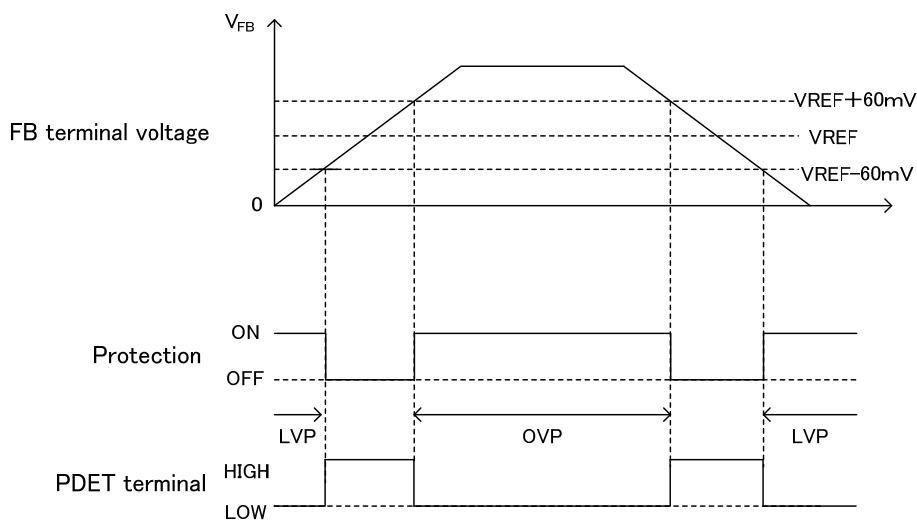 VFB
VREF+60mV
FB terminal voltage
VREF
VREF-60mV
0
ON
Protection
OFF
LVP
OVP
LVP
HIGH
PDET terminal
LOW